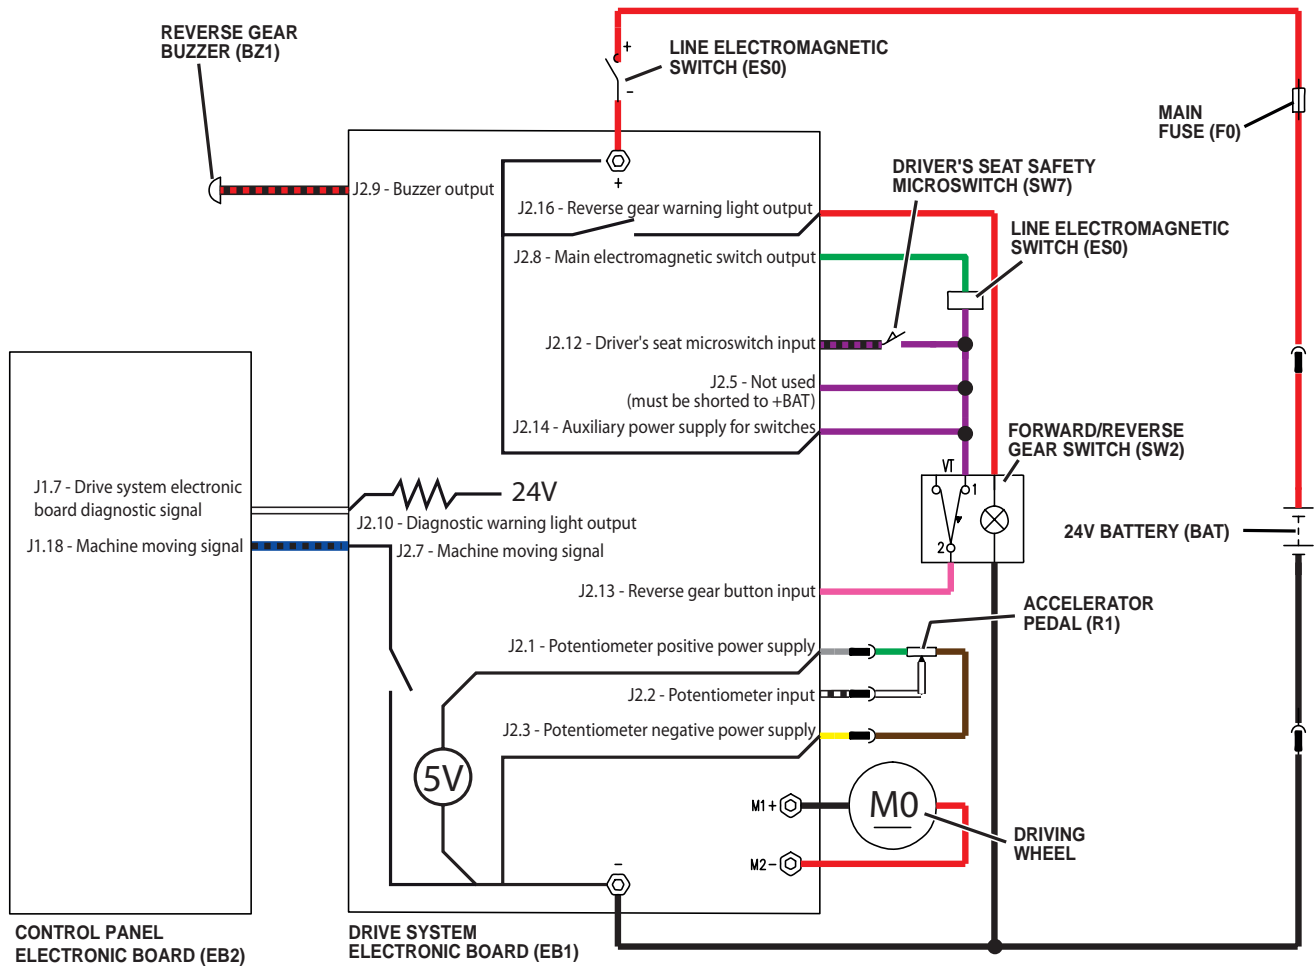 REVERSE GEAR
BUZZER (BZ1)
+
LINE ELECTROMAGNETIC
SWITCH (ES0)
-
MAIN
FUSE (F0)
DRIVER'S SEAT SAFETY
MICROSWITCH (SW7)
+
J2.9 - Buzzer output
J2.16 - Reverse gear warning light output
LINE ELECTROMAGNETIC
SWITCH (ES0)
J2.8 - Main electromagnetic switch output
J2.12 - Driver's seat microswitch input
J2.5 - Not used
(must be shorted to +BAT)
J2.14 - Auxiliary power supply for switches
FORWARD/REVERSE
GEAR SWITCH (SW2)
VT
1
2
J1.7 - Drive system electronic
board diagnostic signal
24V
J2.10 - Diagnostic warning light output
24V BATTERY (BAT)
J1.18 - Machine moving signal
J2.7 - Machine moving signal
J2.13 - Reverse gear button input
ACCELERATOR
PEDAL (R1)
J2.1 - Potentiometer positive power supply
J2.2 - Potentiometer input
J2.3 - Potentiometer negative power supply
5V
M1+
M0
DRIVING
WHEEL
M2-
-
CONTROL PANEL
ELECTRONIC BOARD (EB2)
DRIVE SYSTEM
ELECTRONIC BOARD (EB1)